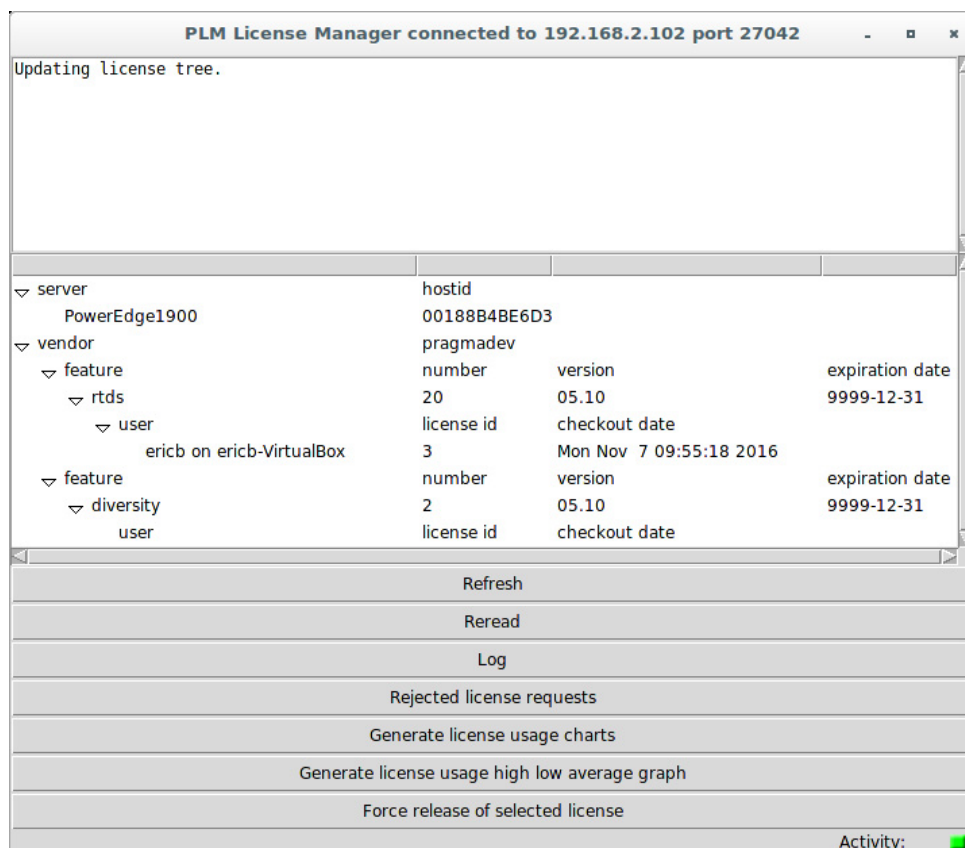 PLM License Manager connected to 192.168.2.102 port 27042
Updating license tree.
server hostid
PowerEdge1900 00188B4BE6D3
vendor pragmadev
feature number version expiration date
rtds 20 05.10 9999-12-31
user license id checkout date
ericb on ericb-VirtualBox 3 Mon Nov  7 09:55:18 2016
feature number version expiration date
diversity 2 05.10 9999-12-31
user license id checkout date
Refresh
Reread
Log
Rejected license requests
Generate license usage charts
Generate license usage high low average graph
Force release of selected license
Activity: